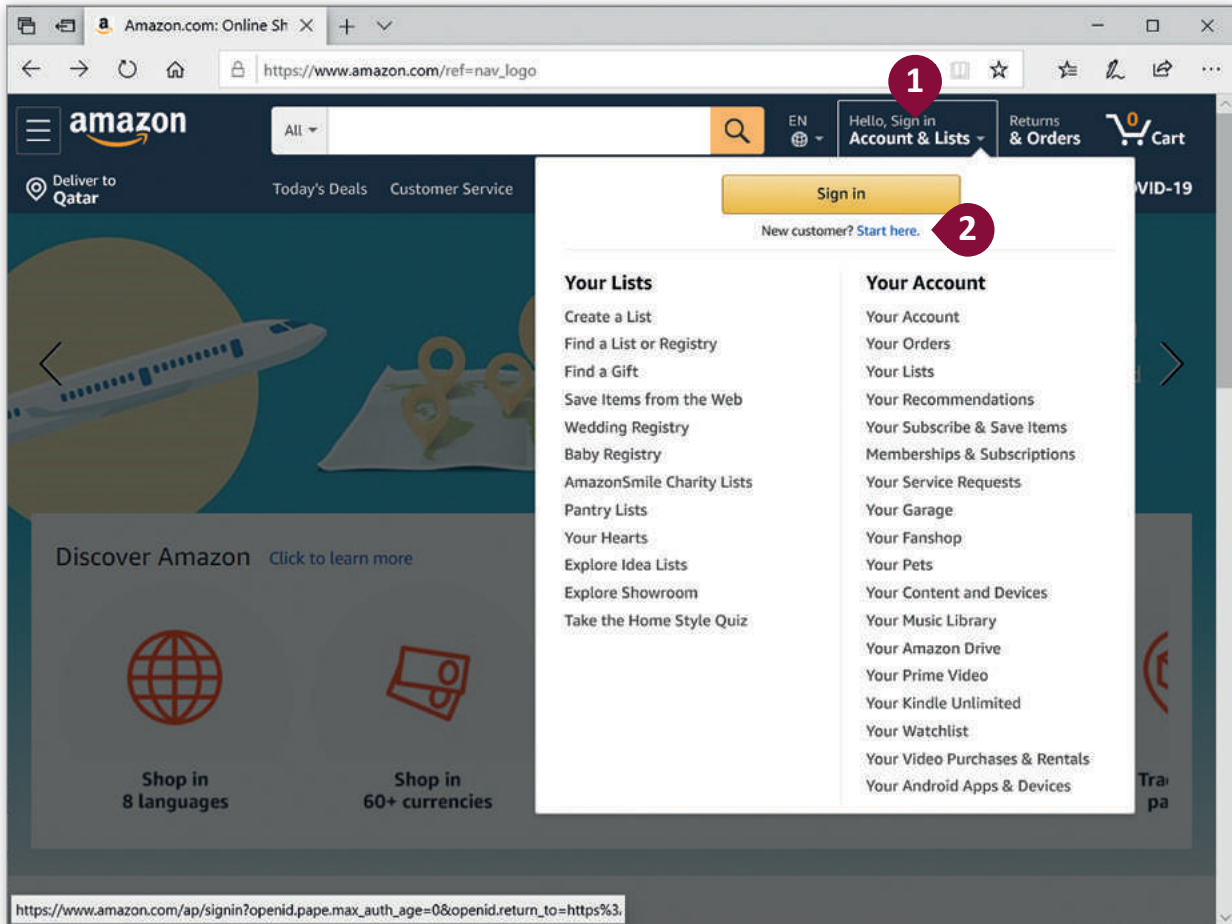 Amazon.com: Online Sh
https://www.amazon.com/ref=nav_logo
1
amazon
All
EN
Hello, Sign in
Account & Lists
Returns
& Orders
0
Cart
Deliver to
Qatar
Today's Deals
Customer Service
VID-19
Sign in
New customer? Start here.
2
Your Lists
Create a List
Find a List or Registry
Find a Gift
Save Items from the Web
Wedding Registry
Baby Registry
AmazonSmile Charity Lists
Pantry Lists
Your Hearts
Explore Idea Lists
Explore Showroom
Take the Home Style Quiz
Your Account
Your Account
Your Orders
Your Lists
Your Recommendations
Your Subscribe & Save Items
Memberships & Subscriptions
Your Service Requests
Your Garage
Your Fanshop
Your Pets
Your Content and Devices
Your Music Library
Your Amazon Drive
Your Prime Video
Your Kindle Unlimited
Your Watchlist
Your Video Purchases & Rentals
Your Android Apps & Devices
Discover Amazon
Click to learn more
Shop in
8 languages
Shop in
60+ currencies
https://www.amazon.com/ap/signin?openid.pape.max_auth_age=0&openid.return_to=https%3.